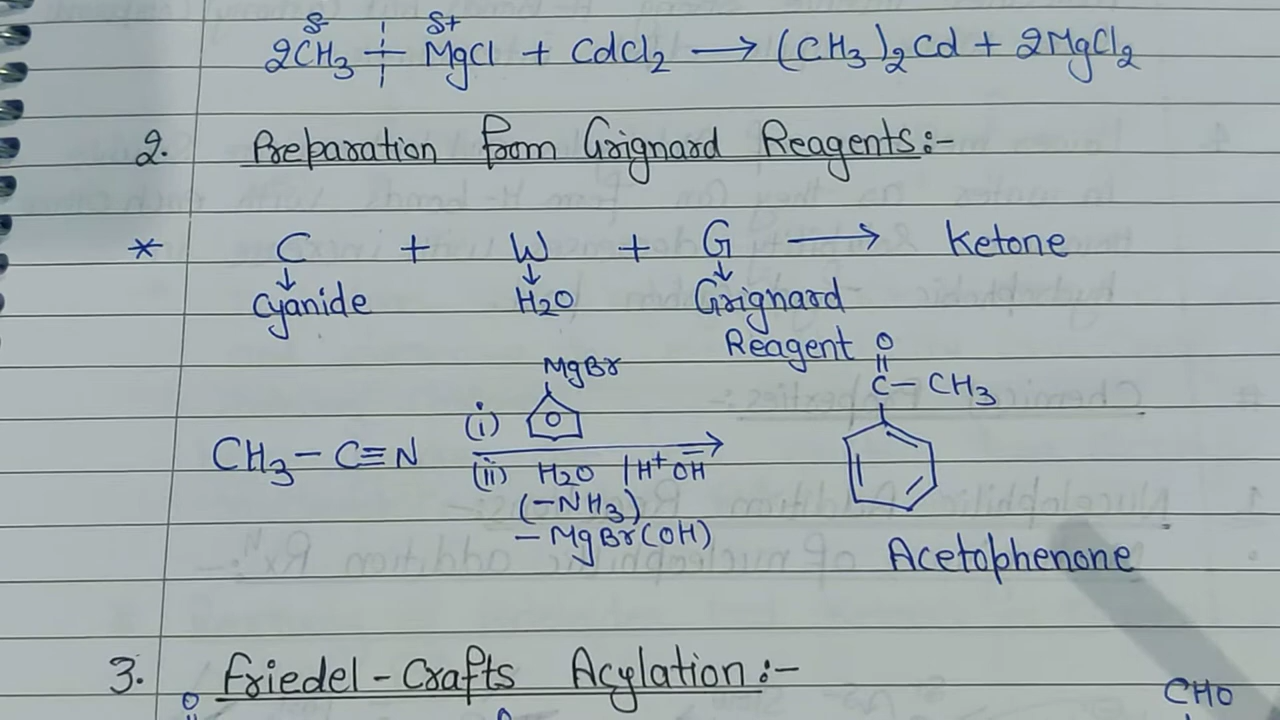 δ- δ+
2CH3 + MgCl + CdCl2 → (CH3)2Cd + 2MgCl2
2. Preparation from Grignard Reagents:-
* C + W + G → Ketone
↓ ↓ ↓
Cyanide H2O Grignard
Reagent
O
MgBr
C-CH3
(i)
CH3-C≡N →
(ii) H2O /H+ OH
(-NH3)
- MgBr(OH)
Acetophenone
3. Friedel-Crafts Acylation:-
O
CHO